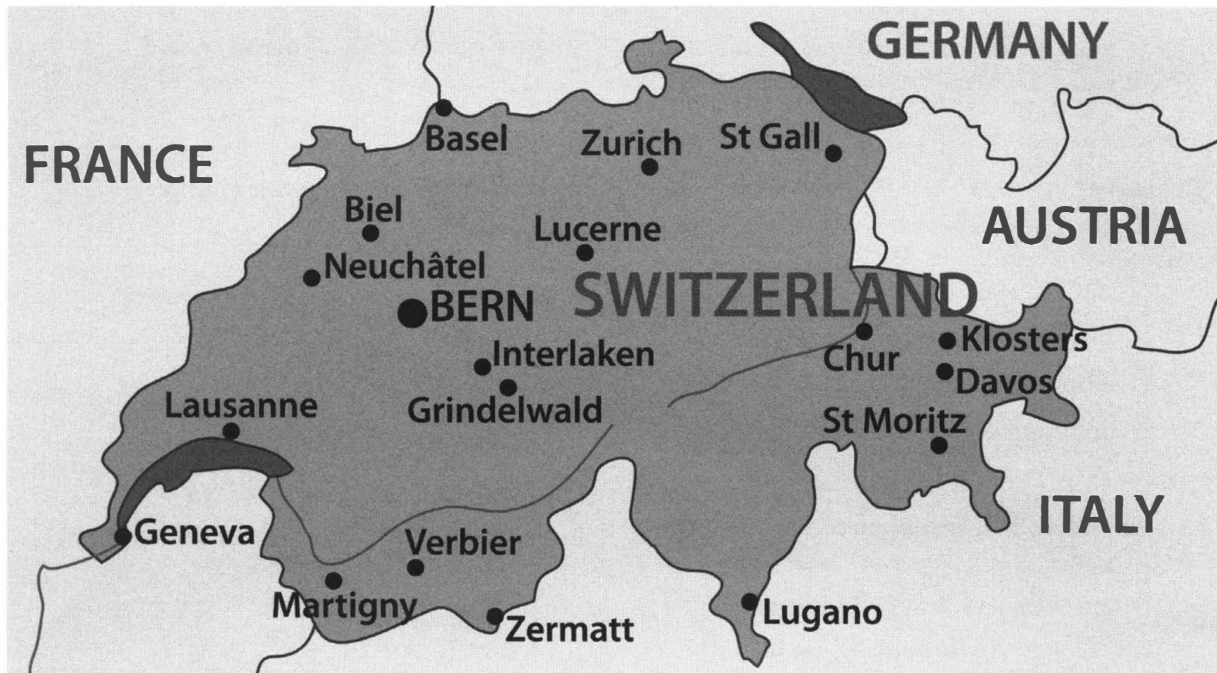 GERMANY
Basel
Zurich
St Gall
FRANCE
Biel
Lucerne
AUSTRIA
Neuchâtel
SWITZERLAND
BERN
Interlaken
Chur
Klosters
Davos
Lausanne
Grindelwald
St Moritz
ITALY
Geneva
Verbier
Martigny
Zermatt
Lugano